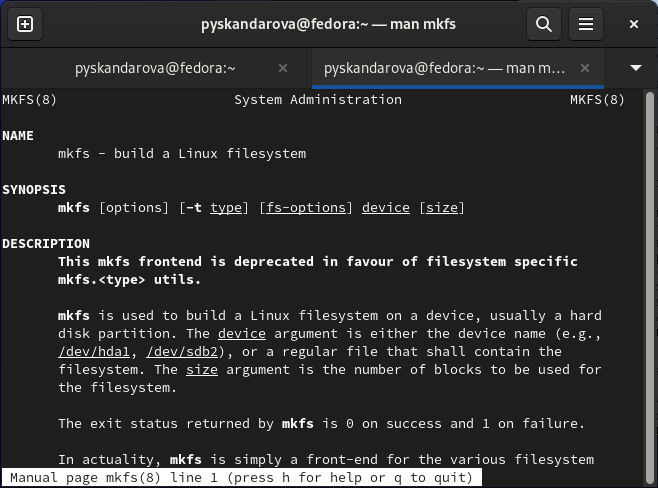 pyskandarova@fedora:~ — man mkfs
pyskandarova@fedora:~
pyskandarova@fedora:~ — man m…
MKFS(8) System Administration MKFS(8)
NAME
mkfs - build a Linux filesystem
SYNOPSIS
mkfs [options] [-t type] [fs-options] device [size]
DESCRIPTION
This mkfs frontend is deprecated in favour of filesystem specific
mkfs.<type> utils.
mkfs is used to build a Linux filesystem on a device, usually a hard
disk partition. The device argument is either the device name (e.g.,
/dev/hda1, /dev/sdb2), or a regular file that shall contain the
filesystem. The size argument is the number of blocks to be used for
the filesystem.
The exit status returned by mkfs is 0 on success and 1 on failure.
In actuality, mkfs is simply a front-end for the various filesystem
Manual page mkfs(8) line 1 (press h for help or q to quit)